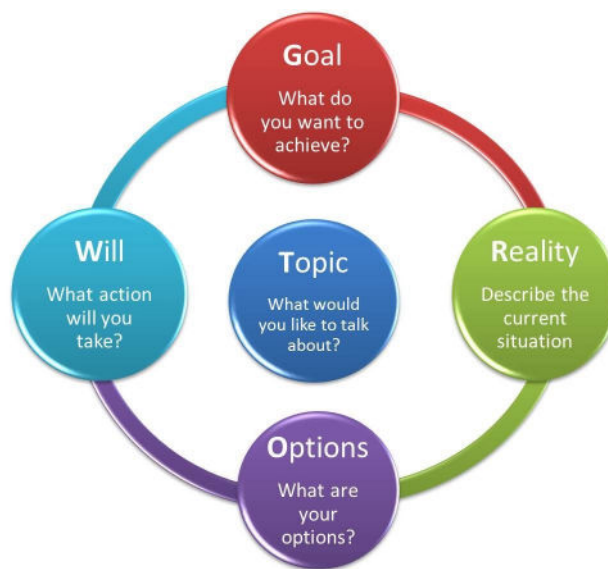 Goal
What do
you want to
achieve?
Will
What action
will you
take?
Topic
What would
you like to talk
about?
Reality
Describe the
current
situation
Options
What are
your
options?